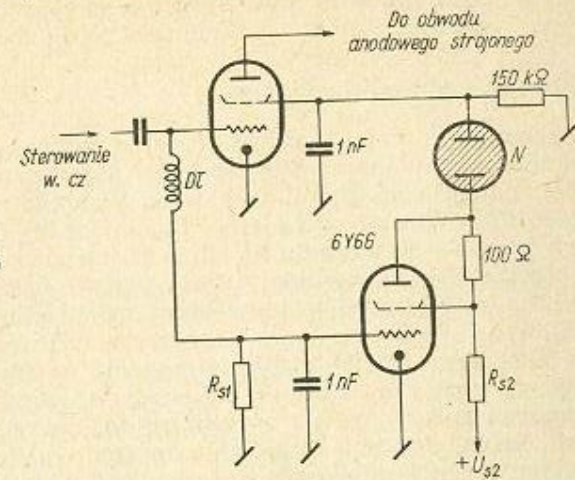 Do obwodu
anodowego strojonego
150 kΩ
Sterowanie
w. cz
1 nF
N
Dł
6Y6G
100 Ω
Rs1
1 nF
Rs2
+Us2